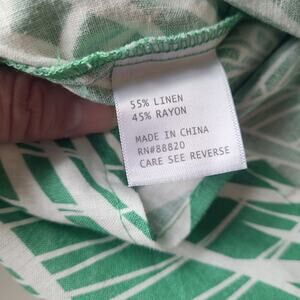 55% LINEN
45% RAYON
MADE IN CHINA
RN#88820
CARE SEE REVERSE